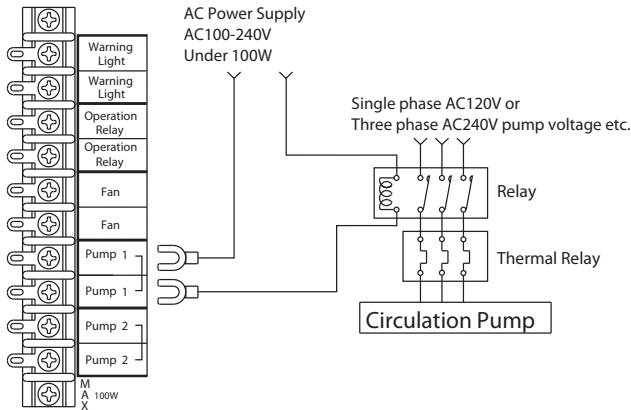 AC Power Supply
AC100-240V
Under 100W
Single phase AC120V or
Three phase AC240V pump voltage etc.
Warning
Light
Warning
Light
Operation
Relay
Operation
Relay
Fan
Fan
Pump 1
Pump 1
Pump 2
Pump 2
MAX 100W
Relay
Thermal Relay
Circulation Pump